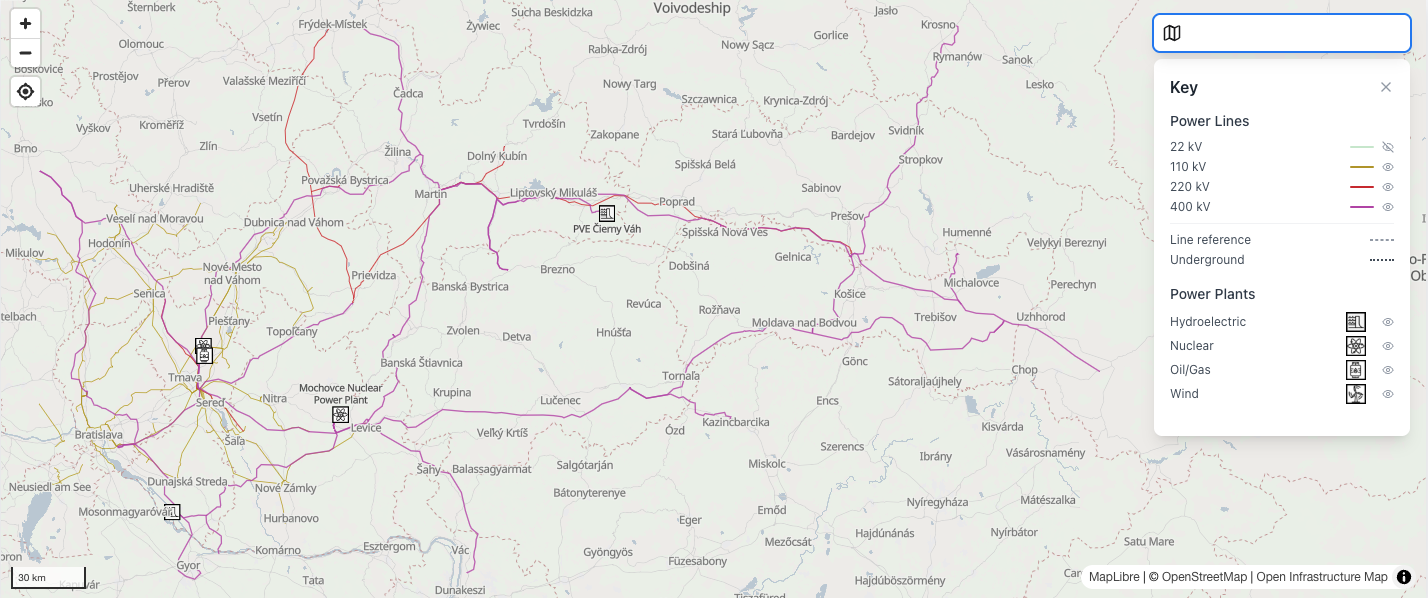 Šternberk
Frýdek-Místek
Sucha Beskidzka
Voivodeship
Jasło
Krosno
Żywiec
Gorlice
Olomouc
Rabka-Zdrój
Nowy Sącz
Rymanów
Sanok
Boskovice
Prostějov
Přerov
Valašské Meziříčí
Nowy Targ
Lesko
Čadca
Szczawnica
Krynica-Zdrój
Vsetín
Tvrdošín
Vyškov
Kroměříž
Zakopane
Stará Ľubovňa
Bardejov
Svidník
Brno
Zlín
Žilina
Dolný Kubín
Spišská Belá
Stropkov
Uherské Hradiště
Považská Bystrica
Martin
Liptovský Mikuláš
Sabinov
Poprad
Veselí nad Moravou
Dubnica nad Váhom
PVE Čierny Váh
Spišská Nová Ves
Prešov
Humenné
Hodonín
Velykyi Bereznyi
Mikulov
Nové Mesto
nad Váhom
Prievidza
Brezno
Dobšiná
Gelnica
Banská Bystrica
Michalovce
Perechyn
Senica
Košice
Revúca
Rožňava
Piešťany
Topoľčany
Zvolen
Detva
Hnúšťa
Moldava nad Bodvou
Trebišov
Uzhhorod
Banská Štiavnica
Gönc
Chop
Trnava
Tornaľa
Sátoraljaújhely
Mochovce Nuclear
Power Plant
Krupina
Lučenec
Encs
Nitra
Sereď
Kazincbarcika
Levice
Kisvárda
Bratislava
Šaľa
Veľký Krtíš
Ózd
Szerencs
Ibrány
Vásárosnamény
Miskolc
Šahy
Balassagyarmat
Salgótarján
Neusiedl am See
Dunajská Streda
Nové Zámky
Bátonyterenye
Nyíregyháza
Mátészalka
Mosonmagyaróvár
Hurbanovo
Emőd
Eger
Hajdúnánás
Nyírbátor
Mezőcsát
Satu Mare
Komárno
Esztergom
Vác
Gyöngyös
Füzesabony
Gyor
Kapuvár
Tata
Dunakeszi
Hajdúböszörmény
Tiszafüred
30 km
Key
Power Lines
22 kV
110 kV
220 kV
400 kV
Line reference
Underground
Power Plants
Hydroelectric
Nuclear
Oil/Gas
Wind
MapLibre | © OpenStreetMap | Open Infrastructure Map